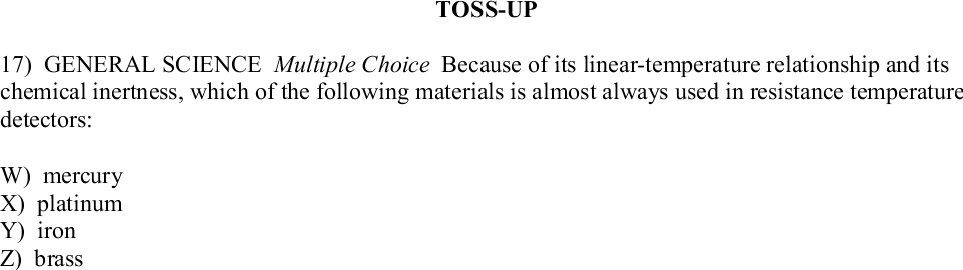 TOSS-UP
17) GENERAL SCIENCE Multiple Choice Because of its linear-temperature relationship and its
chemical inertness, which of the following materials is almost always used in resistance temperature
detectors:
W) mercury
X) platinum
Y) iron
Z) brass